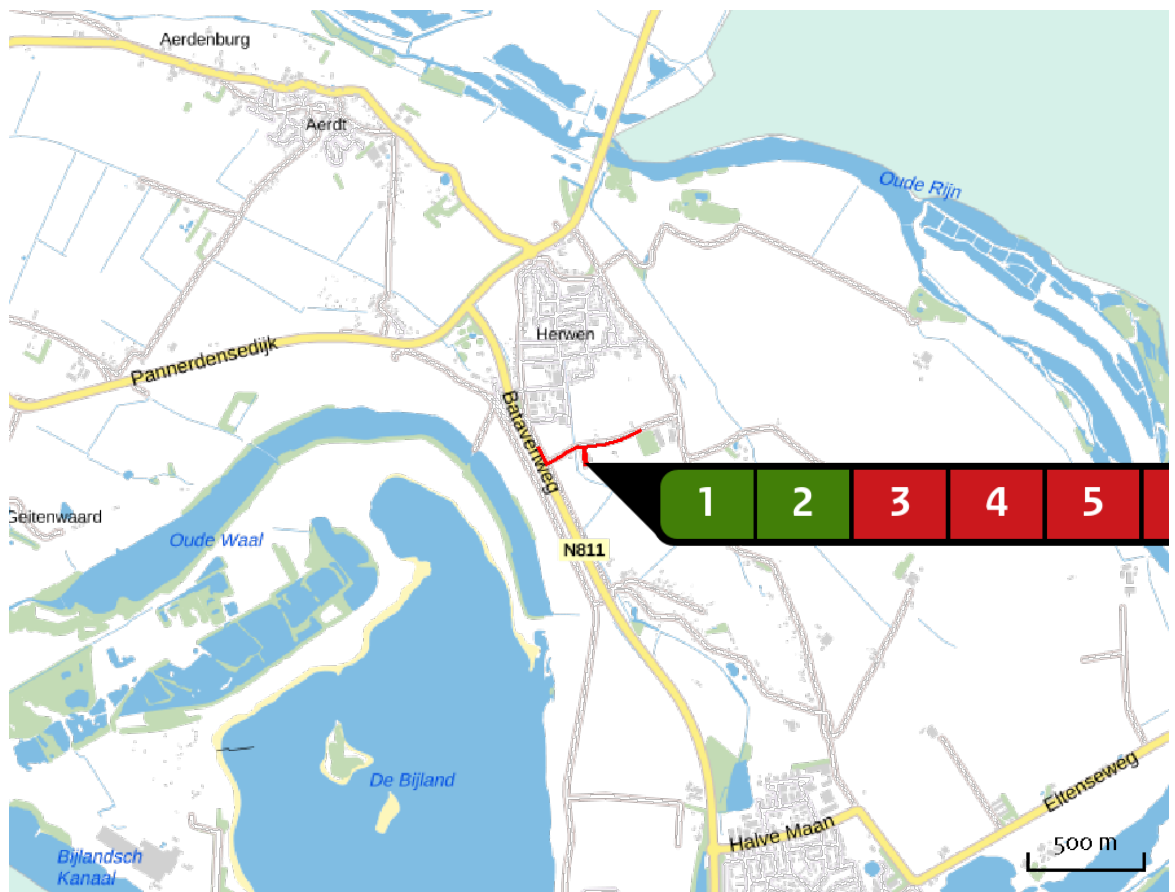 Aerdenburg
Aerdt
Oude Rijn
Herwen
Pannerdensedijk
Batavenweg
1 2 3 4 5
Geitenwaard
Oude Waal
N811
De Bijland
Eltenseweg
Halve Maan
500 m
Bijlandsch
Kanaal